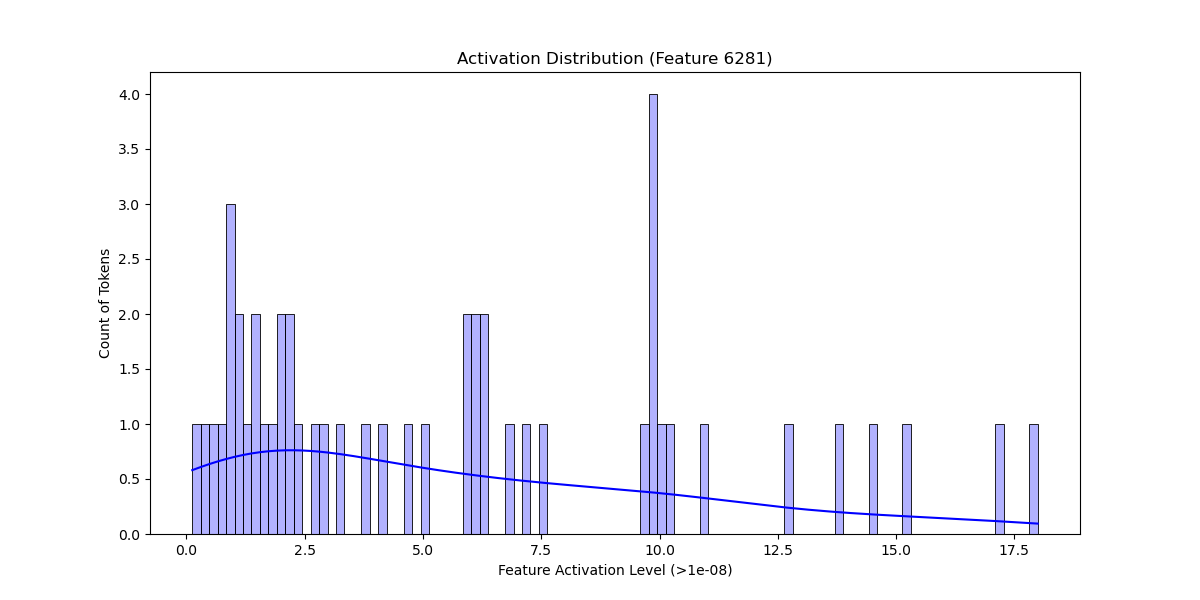 Activation Distribution (Feature 6281)
4.0
3.5
3.0
2.5
2.0
1.5
1.0
0.5
0.0
Count of Tokens
0.0 2.5 5.0 7.5 10.0 12.5 15.0 17.5
Feature Activation Level (>1e-08)